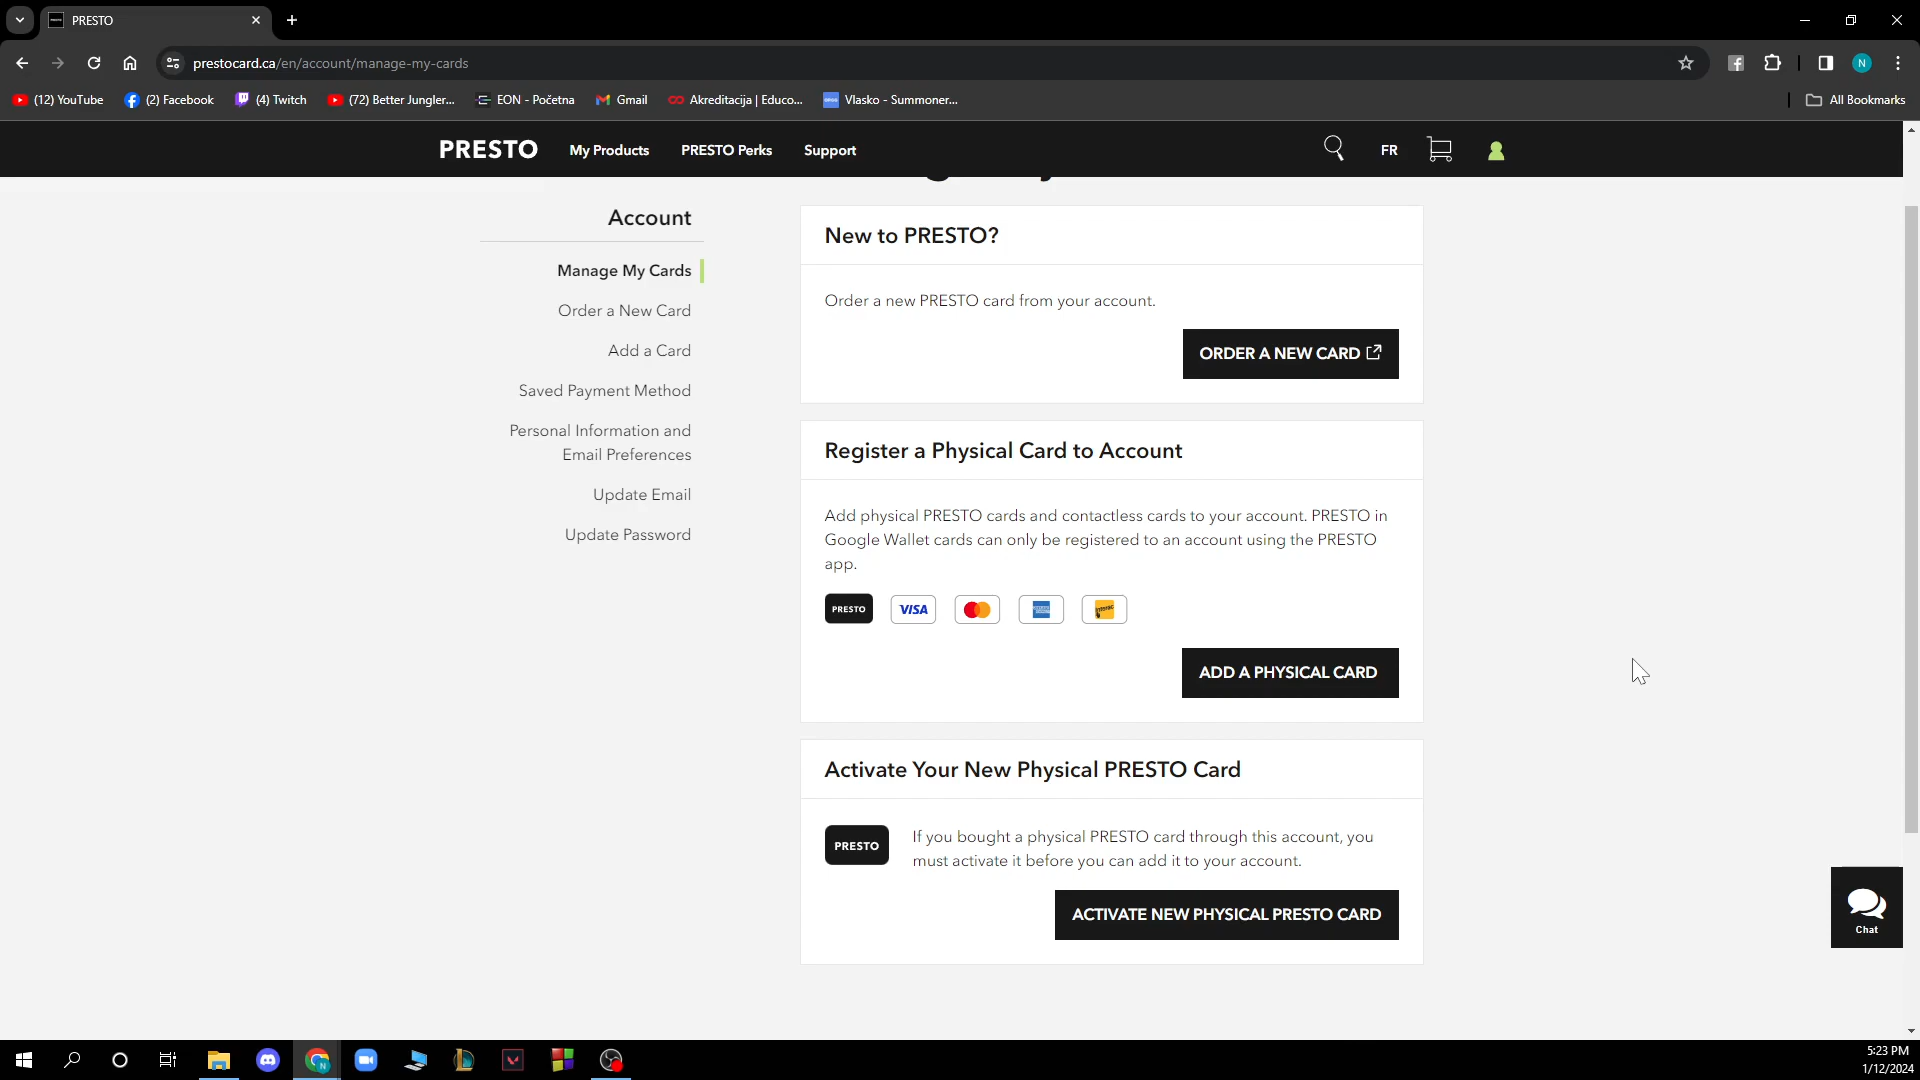 PRESTO
prestocard.ca/en/account/manage-my-cards
(12) YouTube
(2) Facebook
(4) Twitch
(72) Better Jungler...
EON - Početna
Gmail
Akreditacija | Educo...
Vlasko - Summoner...
All Bookmarks
N
PRESTO
My Products
PRESTO Perks
Support
FR
Account
Manage My Cards
Order a New Card
Add a Card
Saved Payment Method
Personal Information and
Email Preferences
Update Email
Update Password
New to PRESTO?
Order a new PRESTO card from your account.
ORDER A NEW CARD
Register a Physical Card to Account
Add physical PRESTO cards and contactless cards to your account. PRESTO in
Google Wallet cards can only be registered to an account using the PRESTO
app.
PRESTO
VISA
Interac
ADD A PHYSICAL CARD
Activate Your New Physical PRESTO Card
PRESTO
If you bought a physical PRESTO card through this account, you
must activate it before you can add it to your account.
ACTIVATE NEW PHYSICAL PRESTO CARD
Chat
5:23 PM
1/12/2024